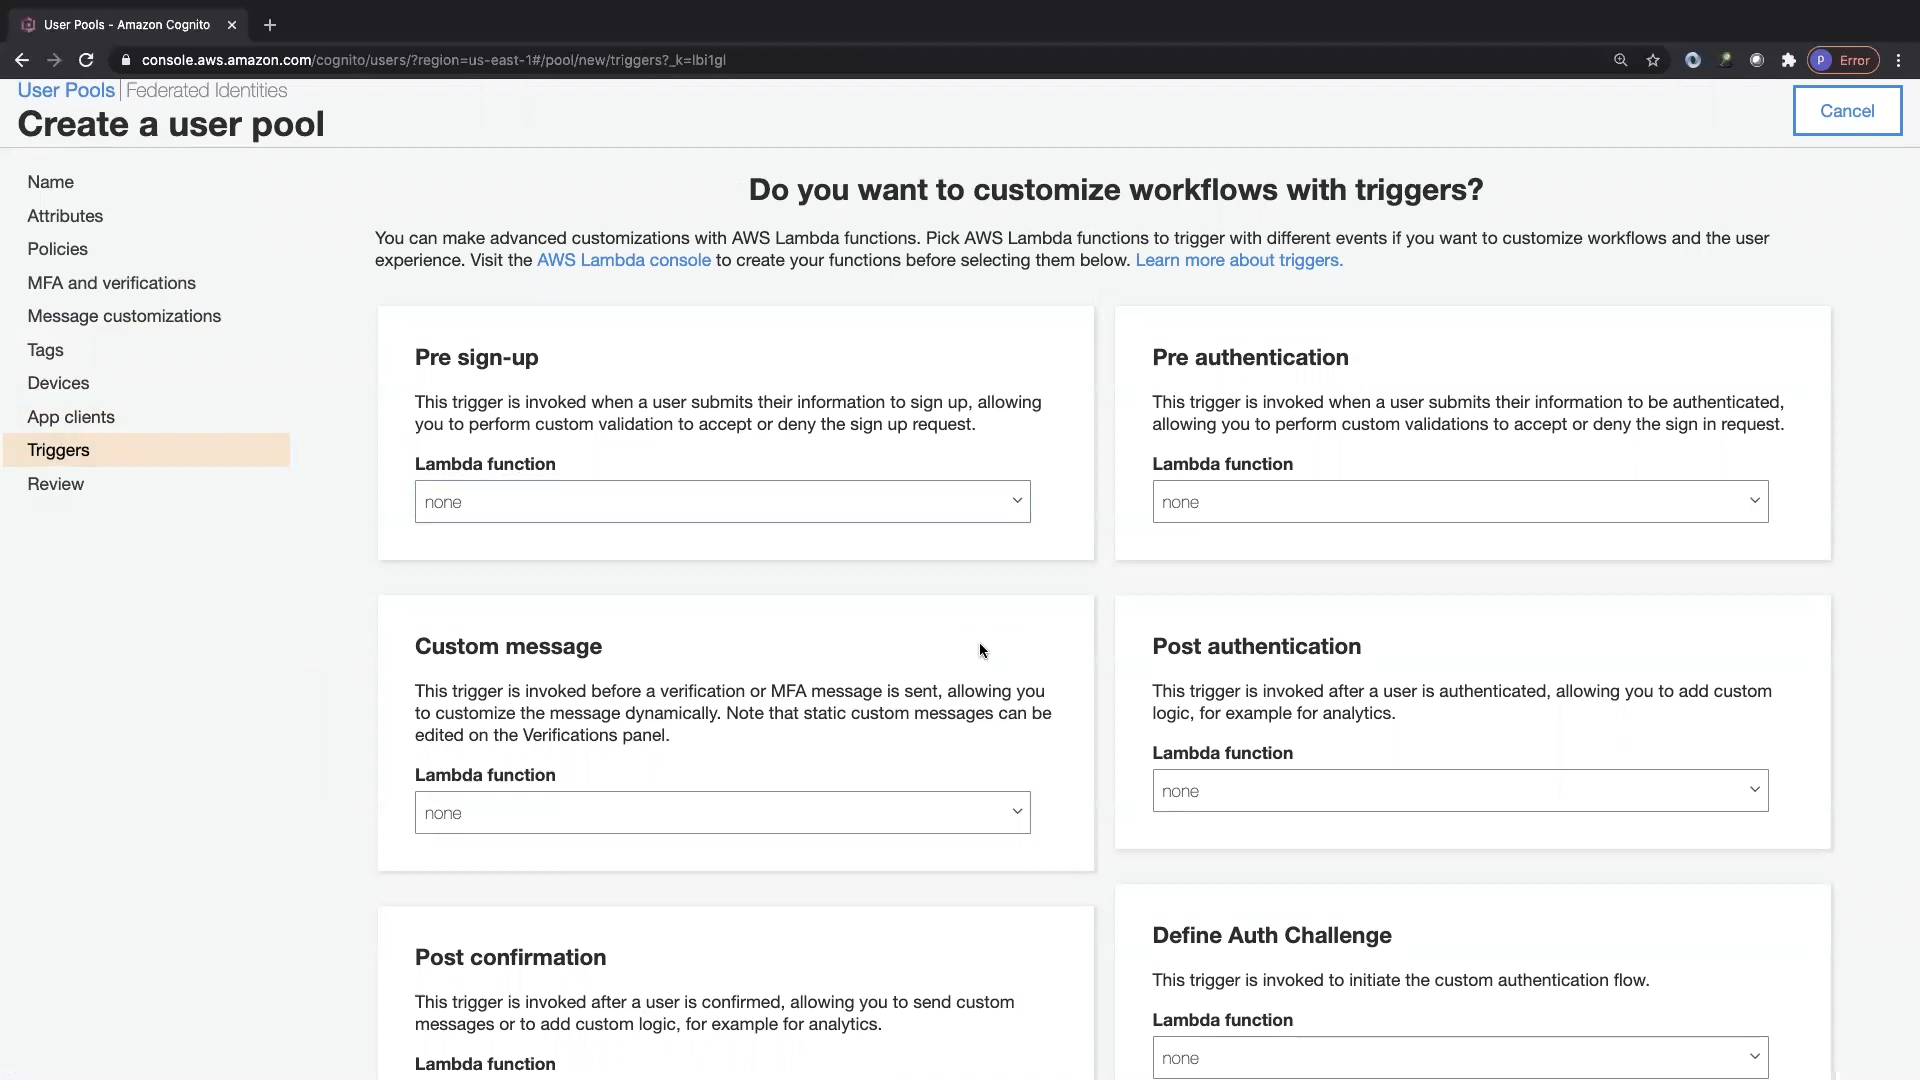 User Pools - Amazon Cognito
console.aws.amazon.com/cognito/users/?region=us-east-1#/pool/new/triggers?_k=lbi1gl
P Error
User Pools | Federated Identities
Create a user pool
Cancel
Name
Attributes
Policies
MFA and verifications
Message customizations
Tags
Devices
App clients
Triggers
Review
Do you want to customize workflows with triggers?
You can make advanced customizations with AWS Lambda functions. Pick AWS Lambda functions to trigger with different events if you want to customize workflows and the user
experience. Visit the AWS Lambda console to create your functions before selecting them below. Learn more about triggers.
Pre sign-up
This trigger is invoked when a user submits their information to sign up, allowing
you to perform custom validation to accept or deny the sign up request.
Lambda function
none
Pre authentication
This trigger is invoked when a user submits their information to be authenticated,
allowing you to perform custom validations to accept or deny the sign in request.
Lambda function
none
Custom message
This trigger is invoked before a verification or MFA message is sent, allowing you
to customize the message dynamically. Note that static custom messages can be
edited on the Verifications panel.
Lambda function
none
Post authentication
This trigger is invoked after a user is authenticated, allowing you to add custom
logic, for example for analytics.
Lambda function
none
Post confirmation
This trigger is invoked after a user is confirmed, allowing you to send custom
messages or to add custom logic, for example for analytics.
Lambda function
Define Auth Challenge
This trigger is invoked to initiate the custom authentication flow.
Lambda function
none